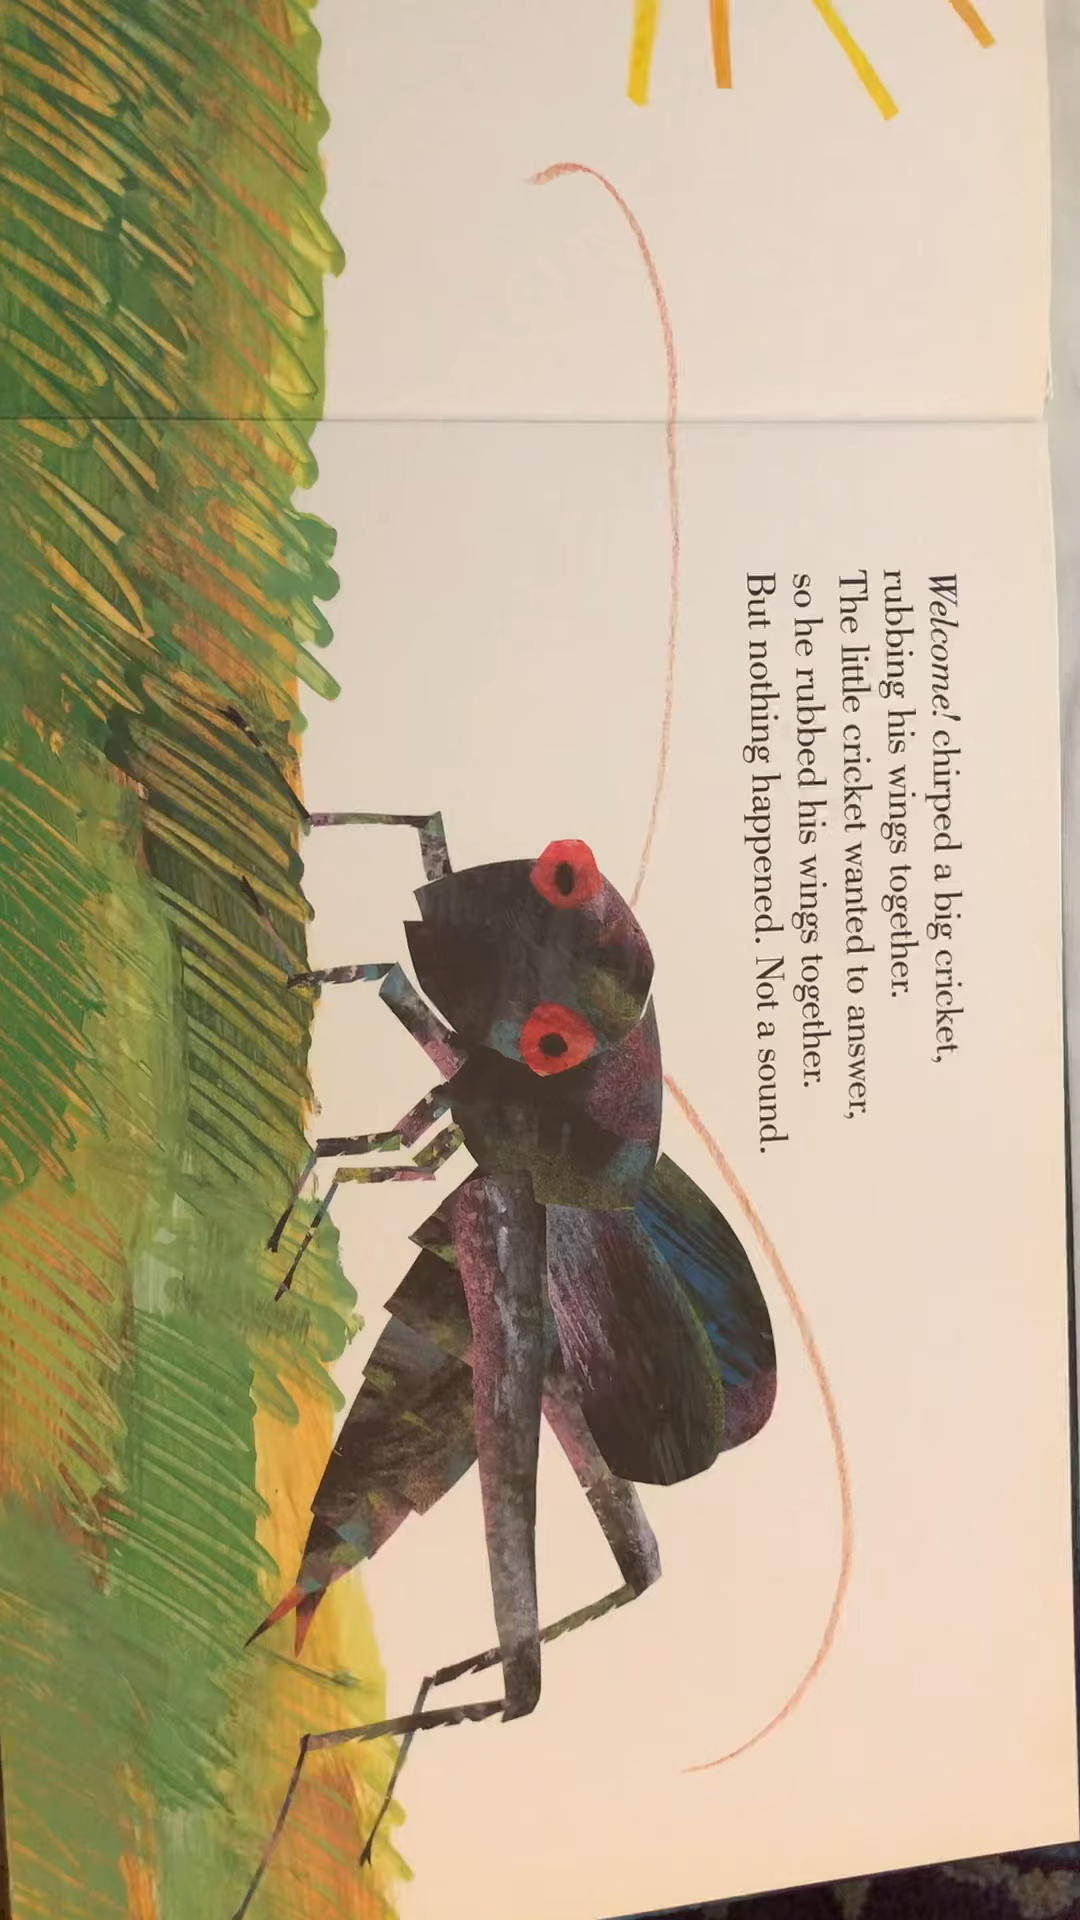 Welcome! chirped a big cricket,
rubbing his wings together.
The little cricket wanted to answer,
so he rubbed his wings together.
But nothing happened. Not a sound.